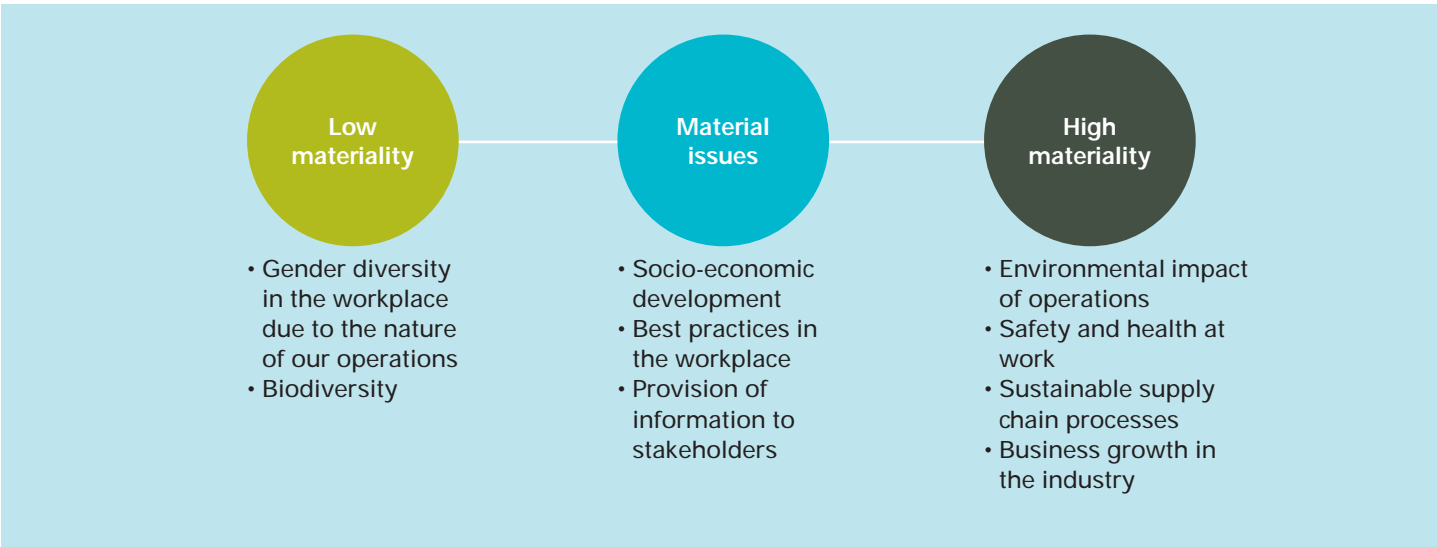 Low
materiality
• Gender diversity
in the workplace
due to the nature
of our operations
• Biodiversity
Material
issues
• Socio-economic
development
• Best practices in
the workplace
• Provision of
information to
stakeholders
High
materiality
• Environmental impact
of operations
• Safety and health at
work
• Sustainable supply
chain processes
• Business growth in
the industry